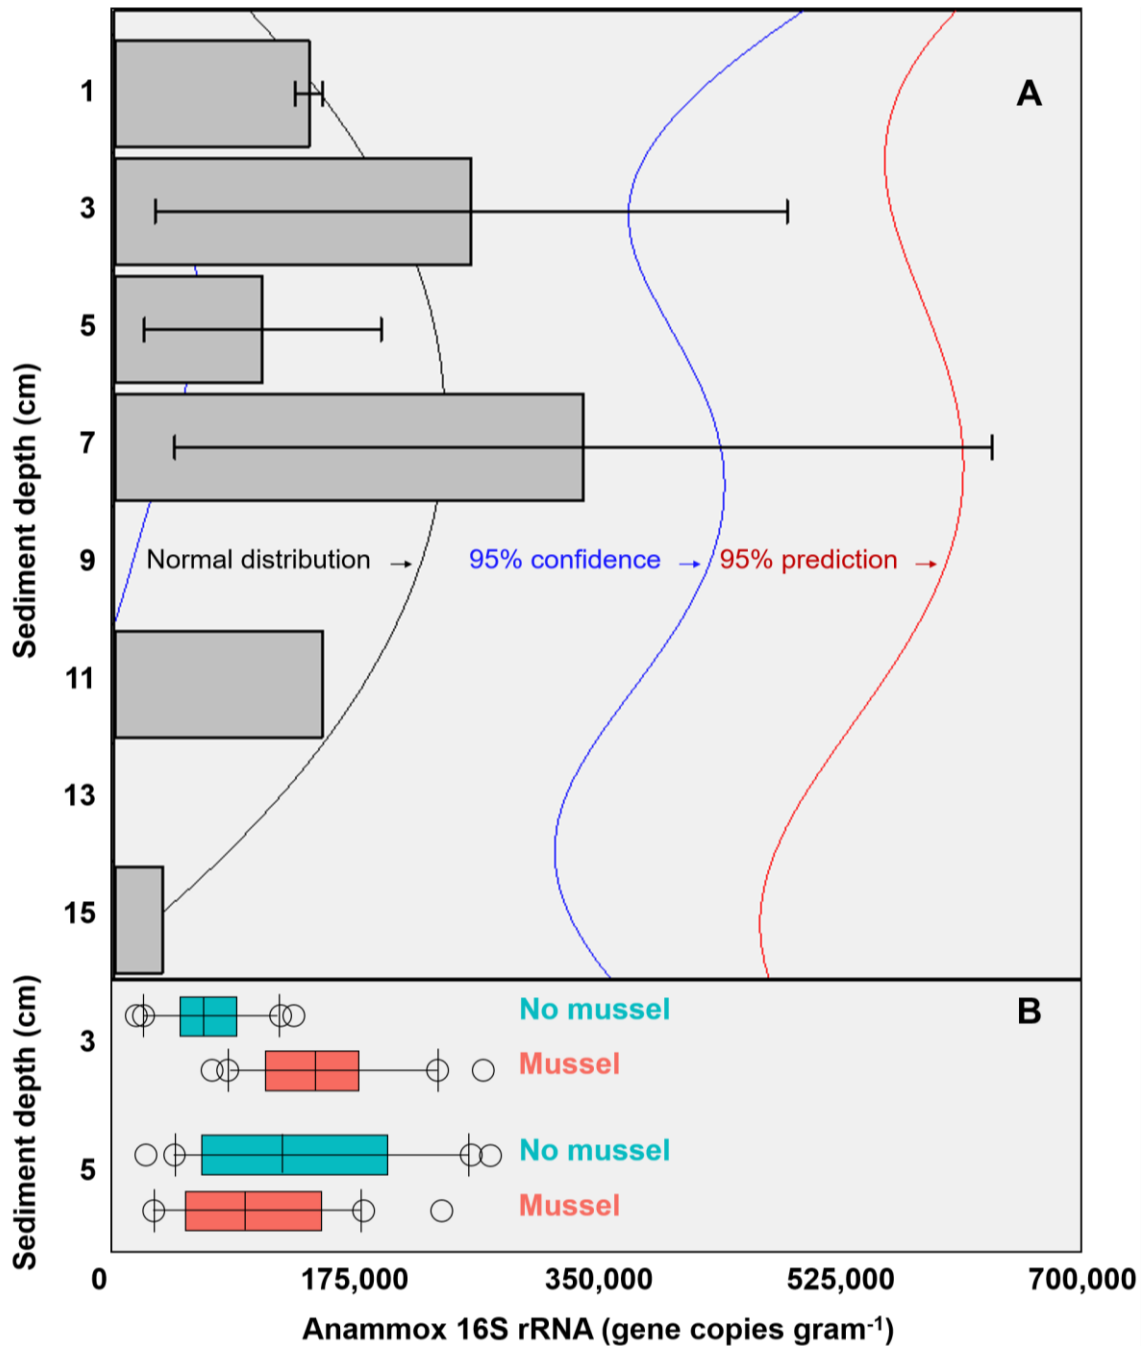 A
1
3
5
7
9
11
13
15
Sediment depth (cm)
Normal distribution
95% confidence
95% prediction
B
Sediment depth (cm)
3
No mussel
Mussel
5
No mussel
Mussel
0 175,000 350,000 525,000 700,000
Anammox 16S rRNA (gene copies gram⁻¹)